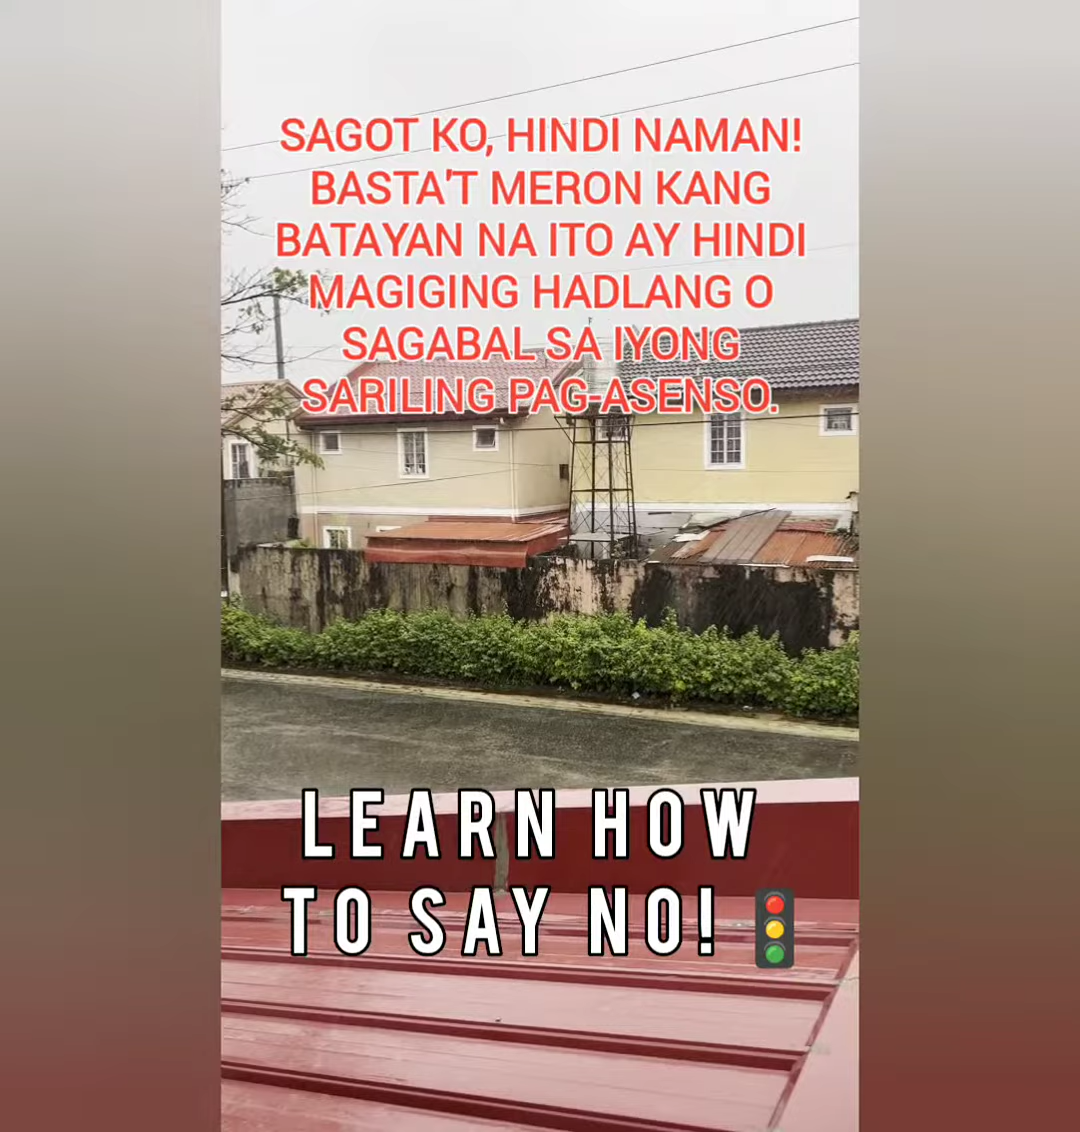 SAGOT KO, HINDI NAMAN!
BASTA'T MERON KANG
BATAYAN NA ITO AY HINDI
MAGIGING HADLANG O
SAGABAL SA IYONG
SARILING PAG-ASENSO.
LEARN HOW
TO SAY NO! 🚦